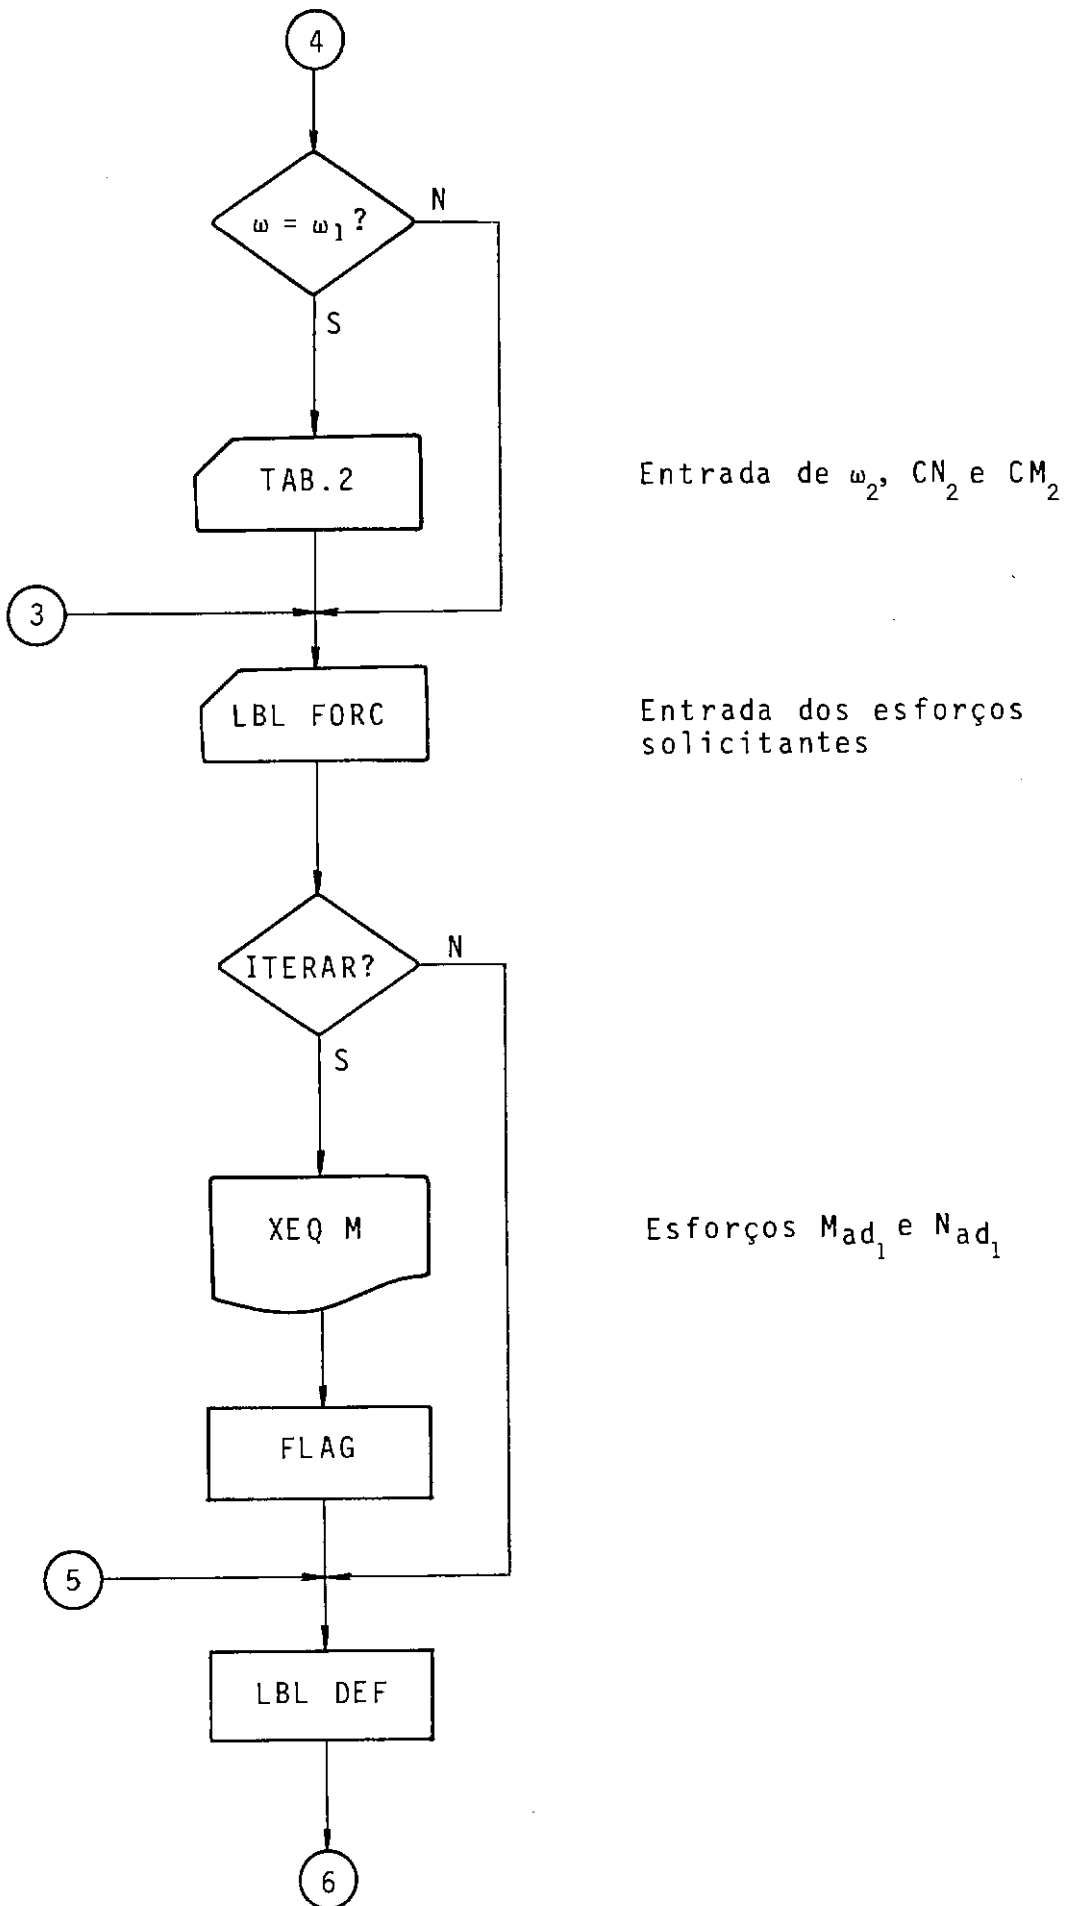 4
ω = ω₁?
N
S
TAB.2
Entrada de ω₂, CN₂ e CM₂
3
LBL FORC
Entrada dos esforços
solicitantes
ITERAR?
N
S
XEQ M
Esforços Mad₁ e Nad₁
FLAG
5
LBL DEF
6